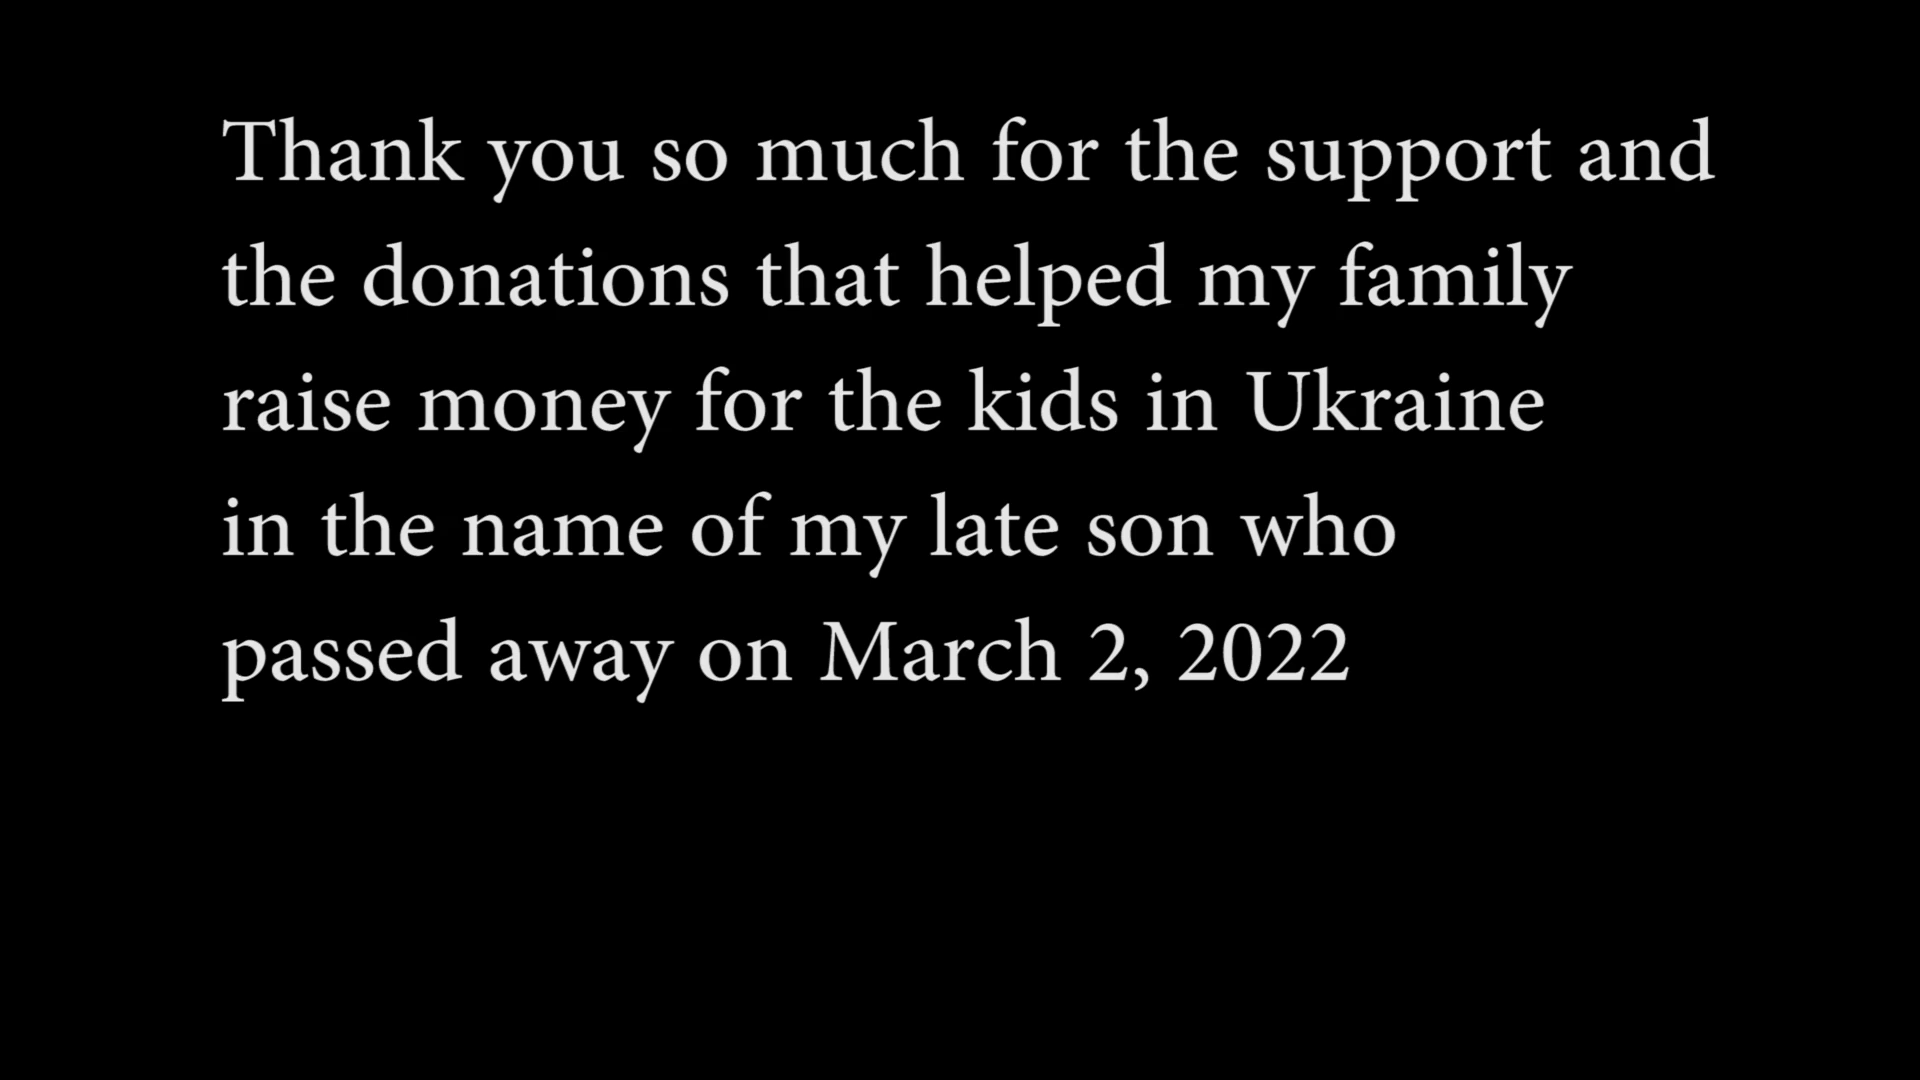 Thank you so much for the support and
the donations that helped my family
raise money for the kids in Ukraine
in the name of my late son who
passed away on March 2, 2022